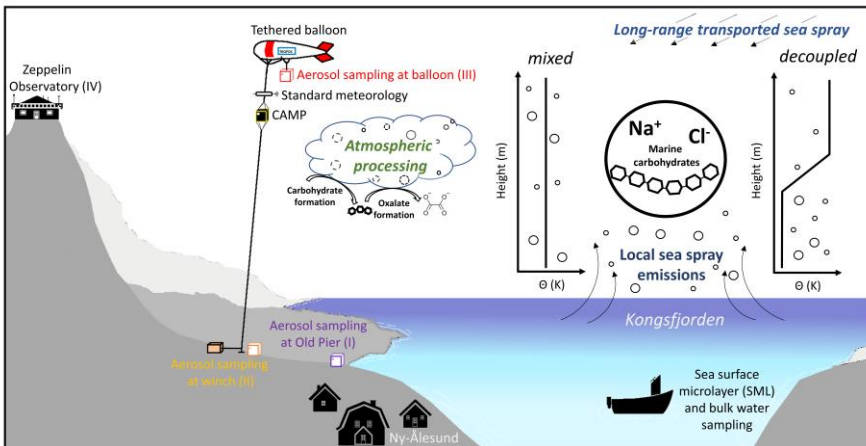 Tethered balloon
TROPOS
Aerosol sampling at balloon (III)
Zeppelin
Observatory (IV)
Standard meteorology
CAMP
Atmospheric
processing
Carbohydrate
formation
Oxalate
formation
Long-range transported sea spray
mixed
decoupled
Height (m)
Θ (K)
Na⁺
Cl⁻
Marine
carbohydrates
Height (m)
Θ (K)
Local sea spray
emissions
Kongsfjorden
Aerosol sampling
at Old Pier (I)
Aerosol sampling
at winch (II)
Sea surface
microlayer (SML)
and bulk water
sampling
Ny-Ålesund